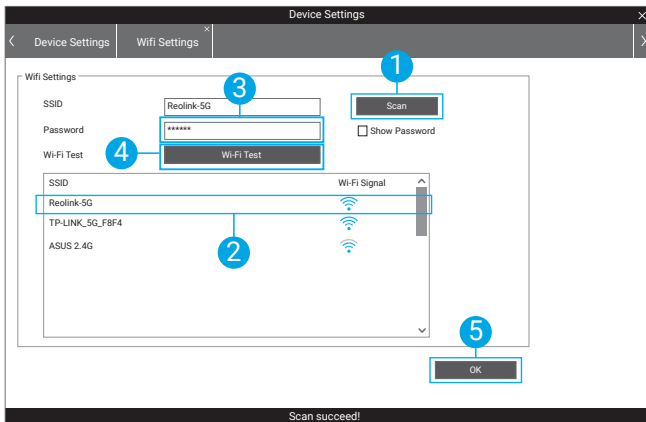 Device Settings
Device Settings
Wifi Settings
Wifi Settings
1
3
SSID
Reolink-5G
Scan
Password
******
Show Password
4
Wi-Fi Test
Wi-Fi Test
SSID
Wi-Fi Signal
Reolink-5G
TP-LINK_5G_F8F4
ASUS 2.4G
2
5
OK
Scan succeed!